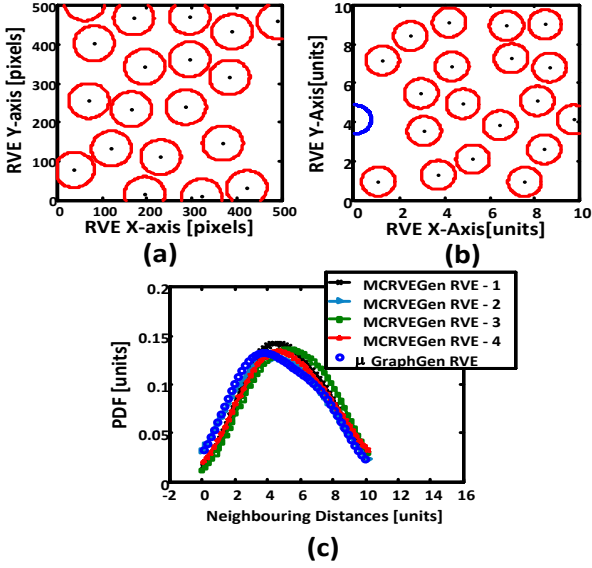 500
400
300
200
100
0
RVE Y-axis [pixels]
0 100 200 300 400 500
RVE X-axis [pixels]
(a)
10
8
6
4
2
0
RVE Y-Axis[units]
0 2 4 6 8 10
RVE X-Axis[units]
(b)
MCRVEGen RVE - 1
MCRVEGen RVE - 2
MCRVEGen RVE - 3
MCRVEGen RVE - 4
μ GraphGen RVE
0.2
0.15
0.1
0.05
0
PDF [units]
-2 0 2 4 6 8 10 12 14 16
Neighbouring Distances [units]
(c)